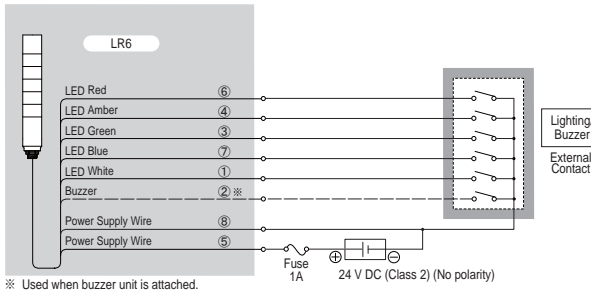 LR6
LED Red ⑥
LED Amber ④
LED Green ③
LED Blue ⑦
LED White ①
Buzzer ②※
Power Supply Wire ⑧
Power Supply Wire ⑤
Lighting/
Buzzer
External
Contact
Fuse
1A
⊕ ⊖
24 V DC (Class 2) (No polarity)
※ Used when buzzer unit is attached.